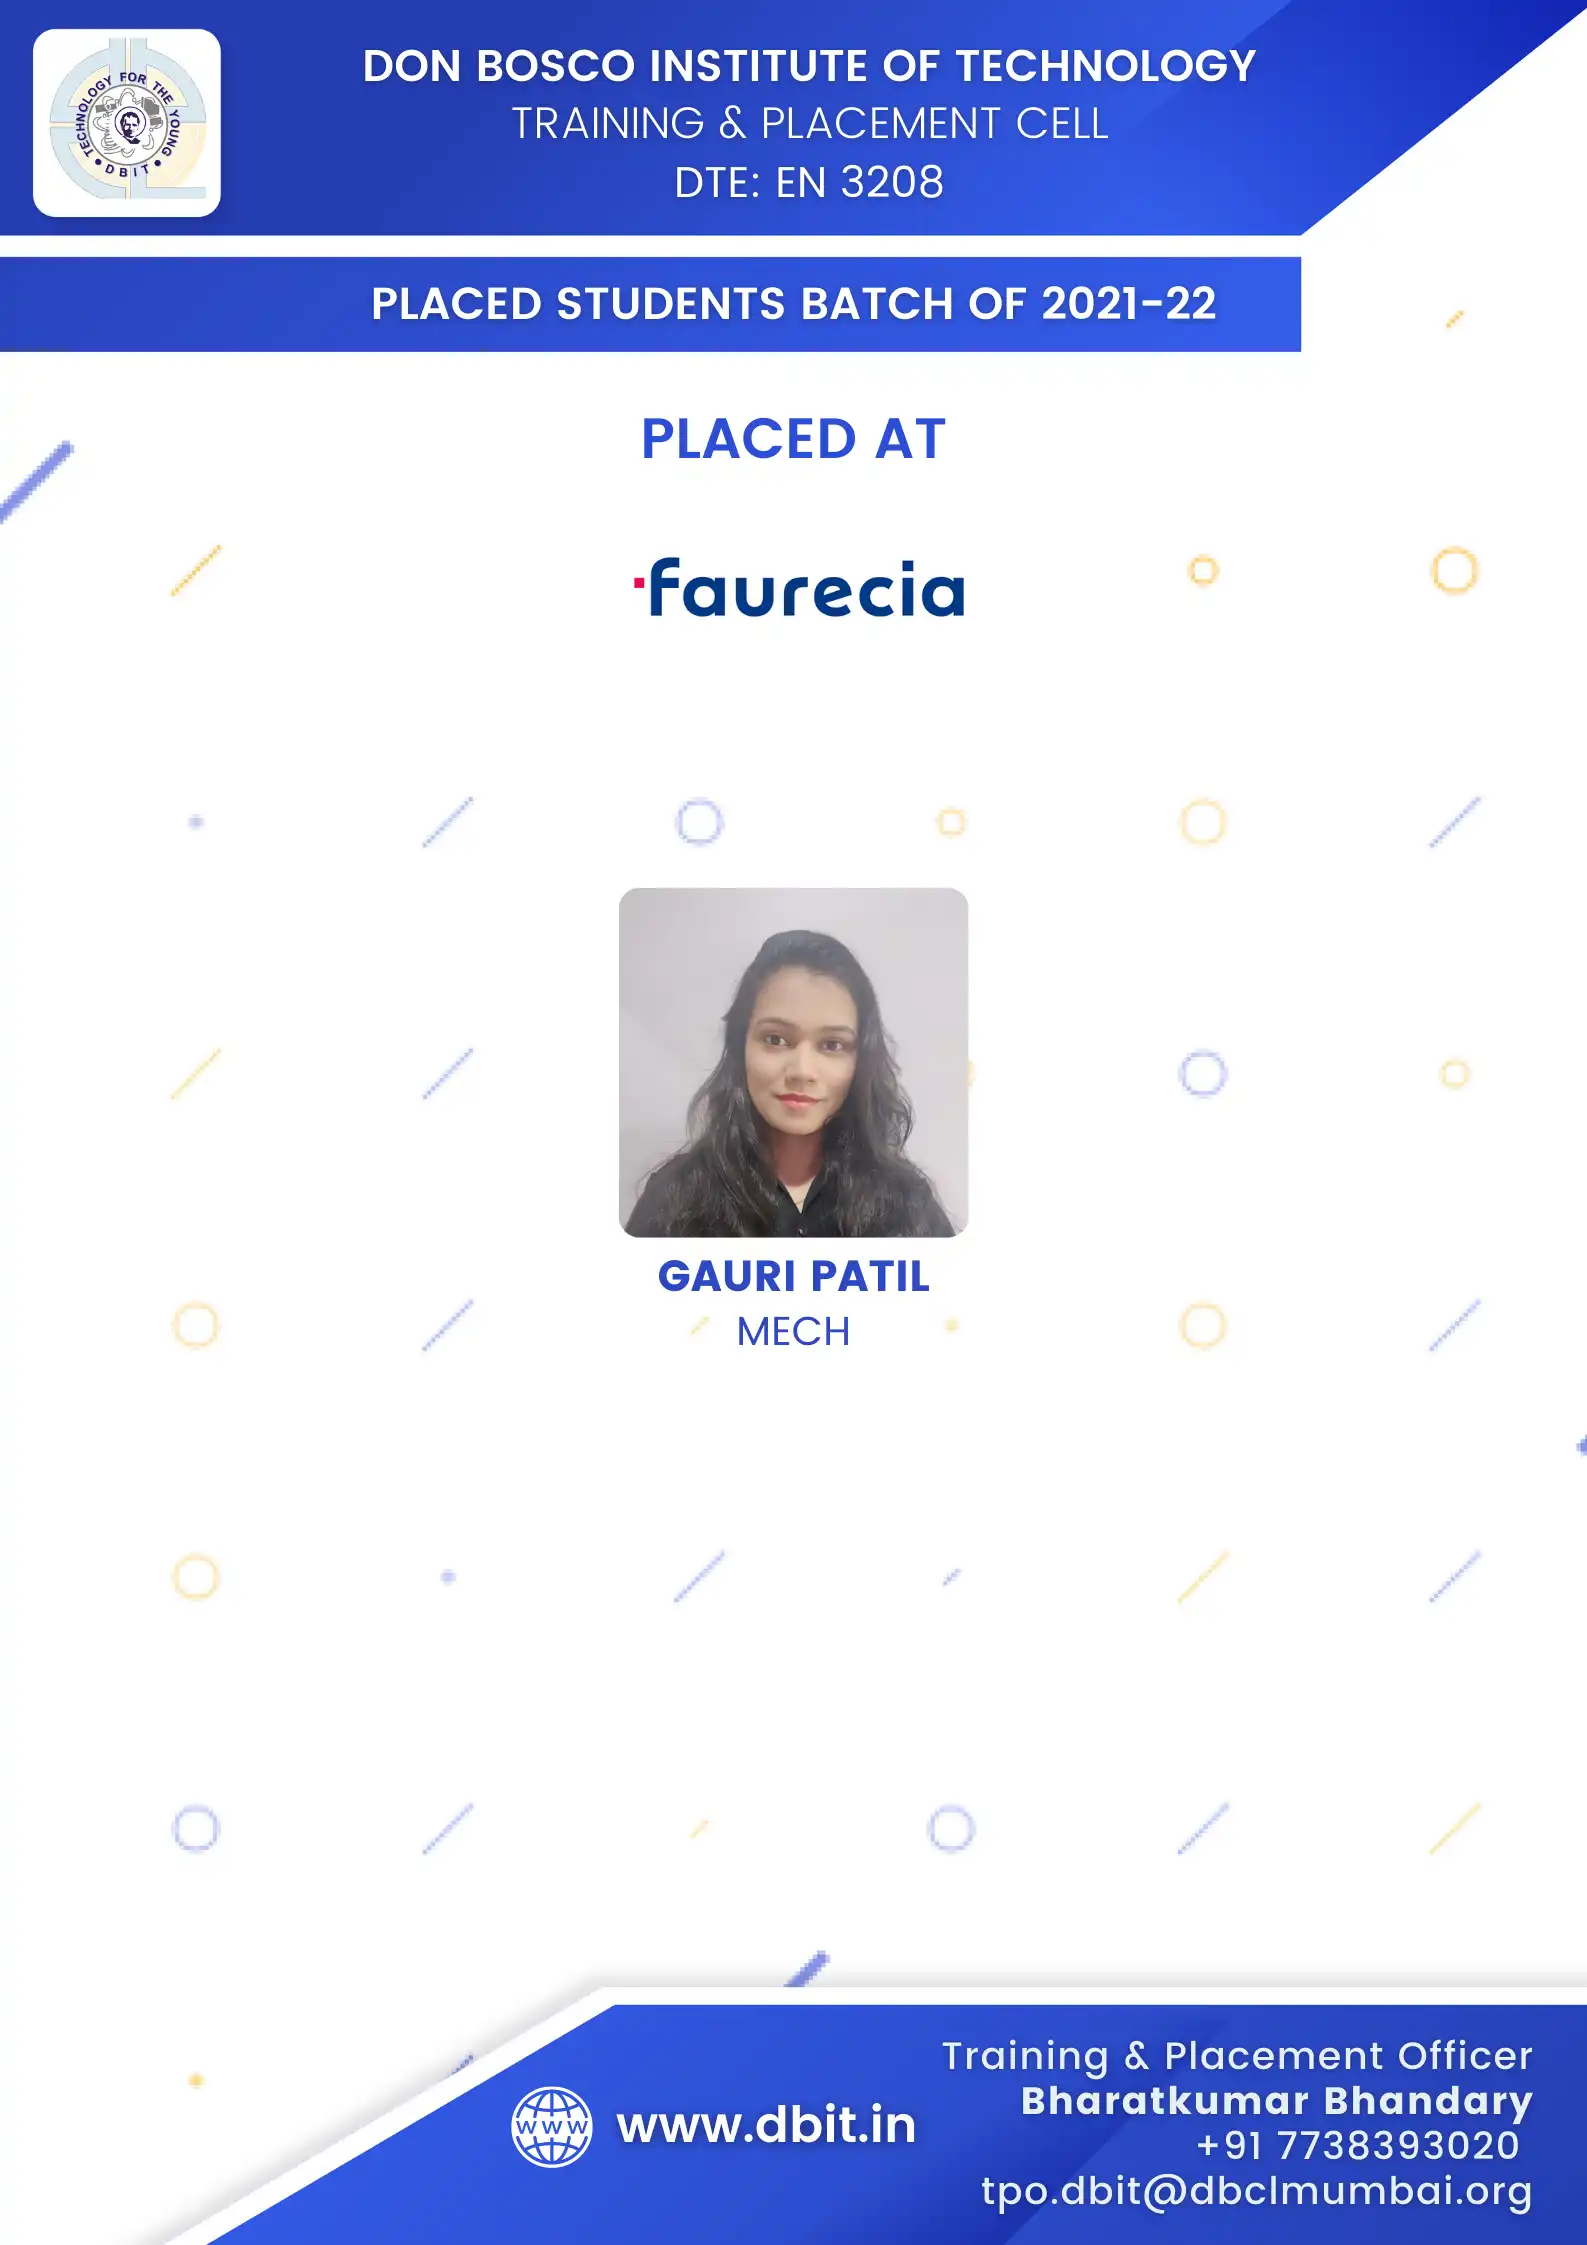 TECHNOLOGY FOR THE YOUNG
DBIT
DON BOSCO INSTITUTE OF TECHNOLOGY
TRAINING & PLACEMENT CELL
DTE: EN 3208
PLACED STUDENTS BATCH OF 2021-22
PLACED AT
faurecia
GAURI PATIL
MECH
www
www.dbit.in
Training & Placement Officer
Bharatkumar Bhandary
+91 7738393020
tpo.dbit@dbclmumbai.org